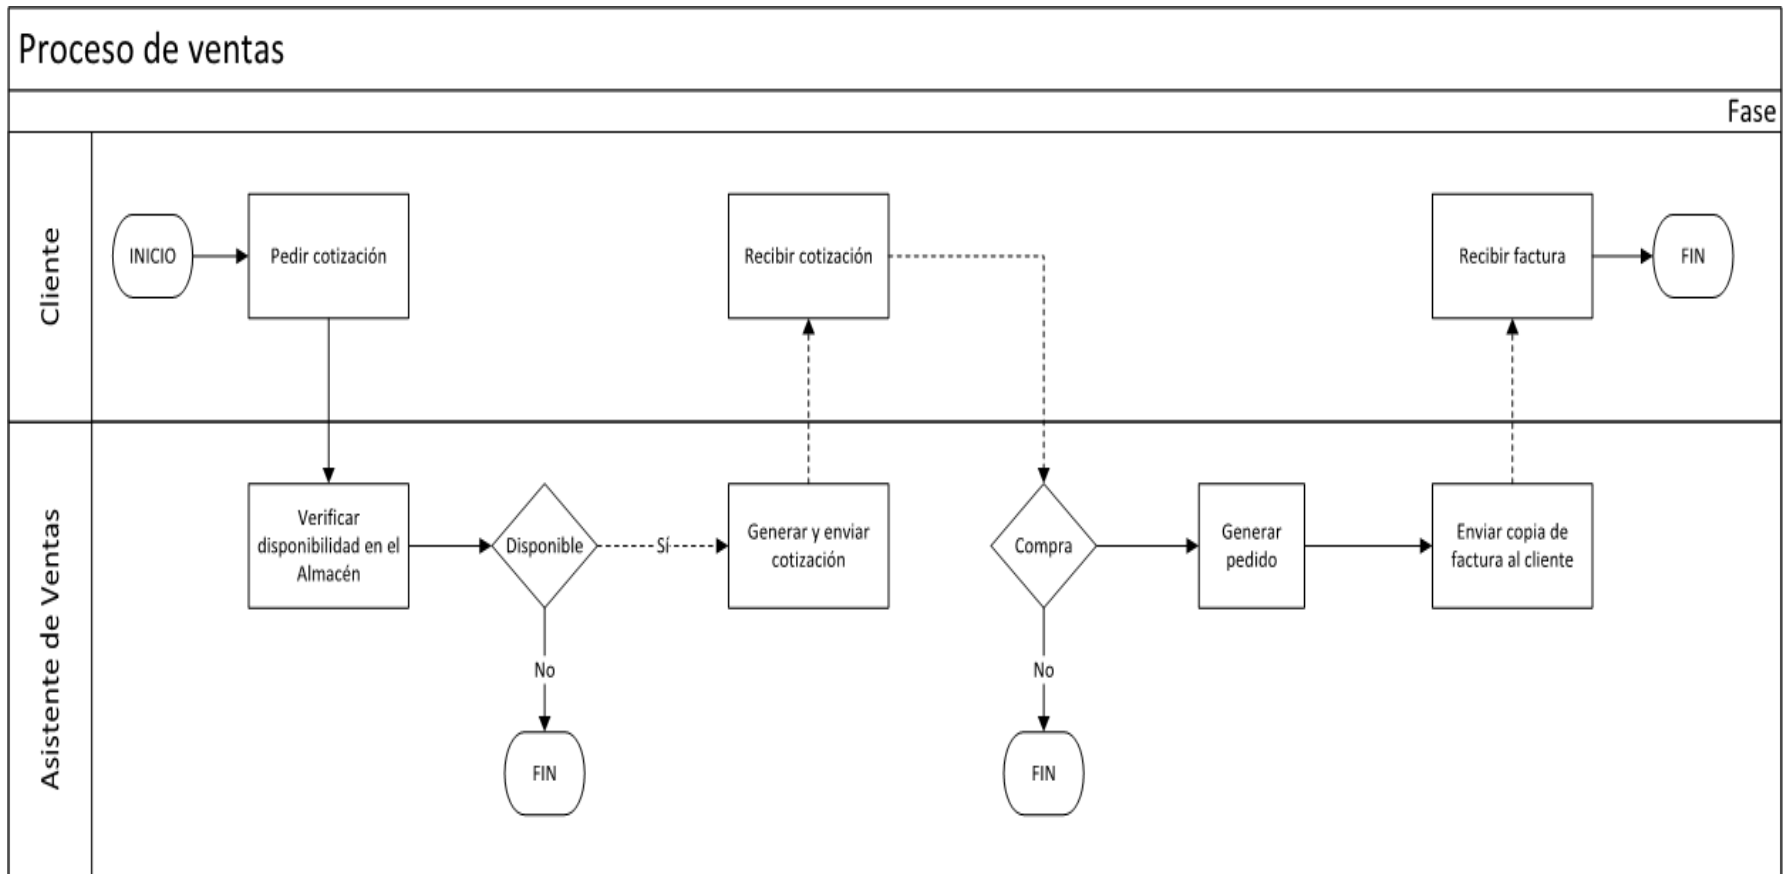 Proceso de ventas
Fase
Cliente
INICIO
Pedir cotización
Recibir cotización
Recibir factura
FIN
Asistente de Ventas
Verificar
disponibilidad en el
Almacén
Disponible
Sí
Generar y enviar
cotización
Compra
Generar
pedido
Enviar copia de
factura al cliente
No
No
FIN
FIN